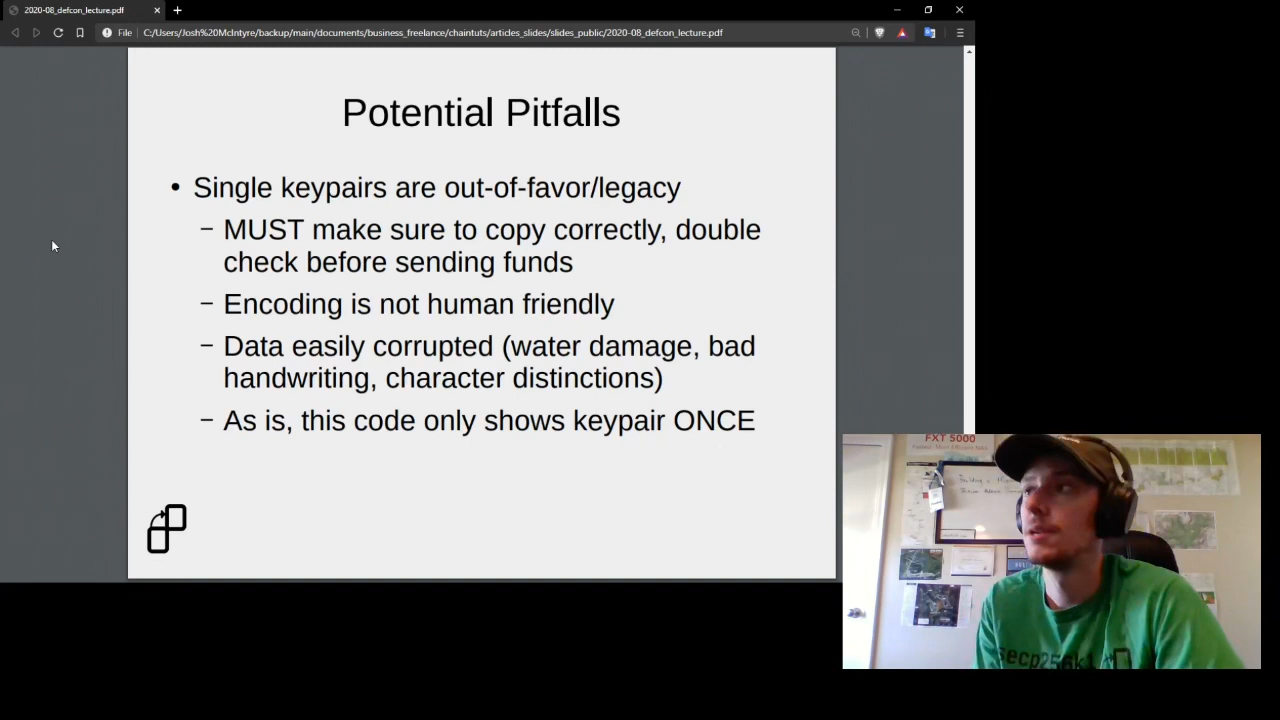 2020-08_defcon_lecture.pdf
File
C:/Users/Josh%20McIntyre/backup/main/documents/business_freelance/chaintuts/articles_slides/slides_public/2020-08_defcon_lecture.pdf
Potential Pitfalls
• Single keypairs are out-of-favor/legacy
– MUST make sure to copy correctly, double
check before sending funds
– Encoding is not human friendly
– Data easily corrupted (water damage, bad
handwriting, character distinctions)
– As is, this code only shows keypair ONCE
FXT 5000
secp256k1